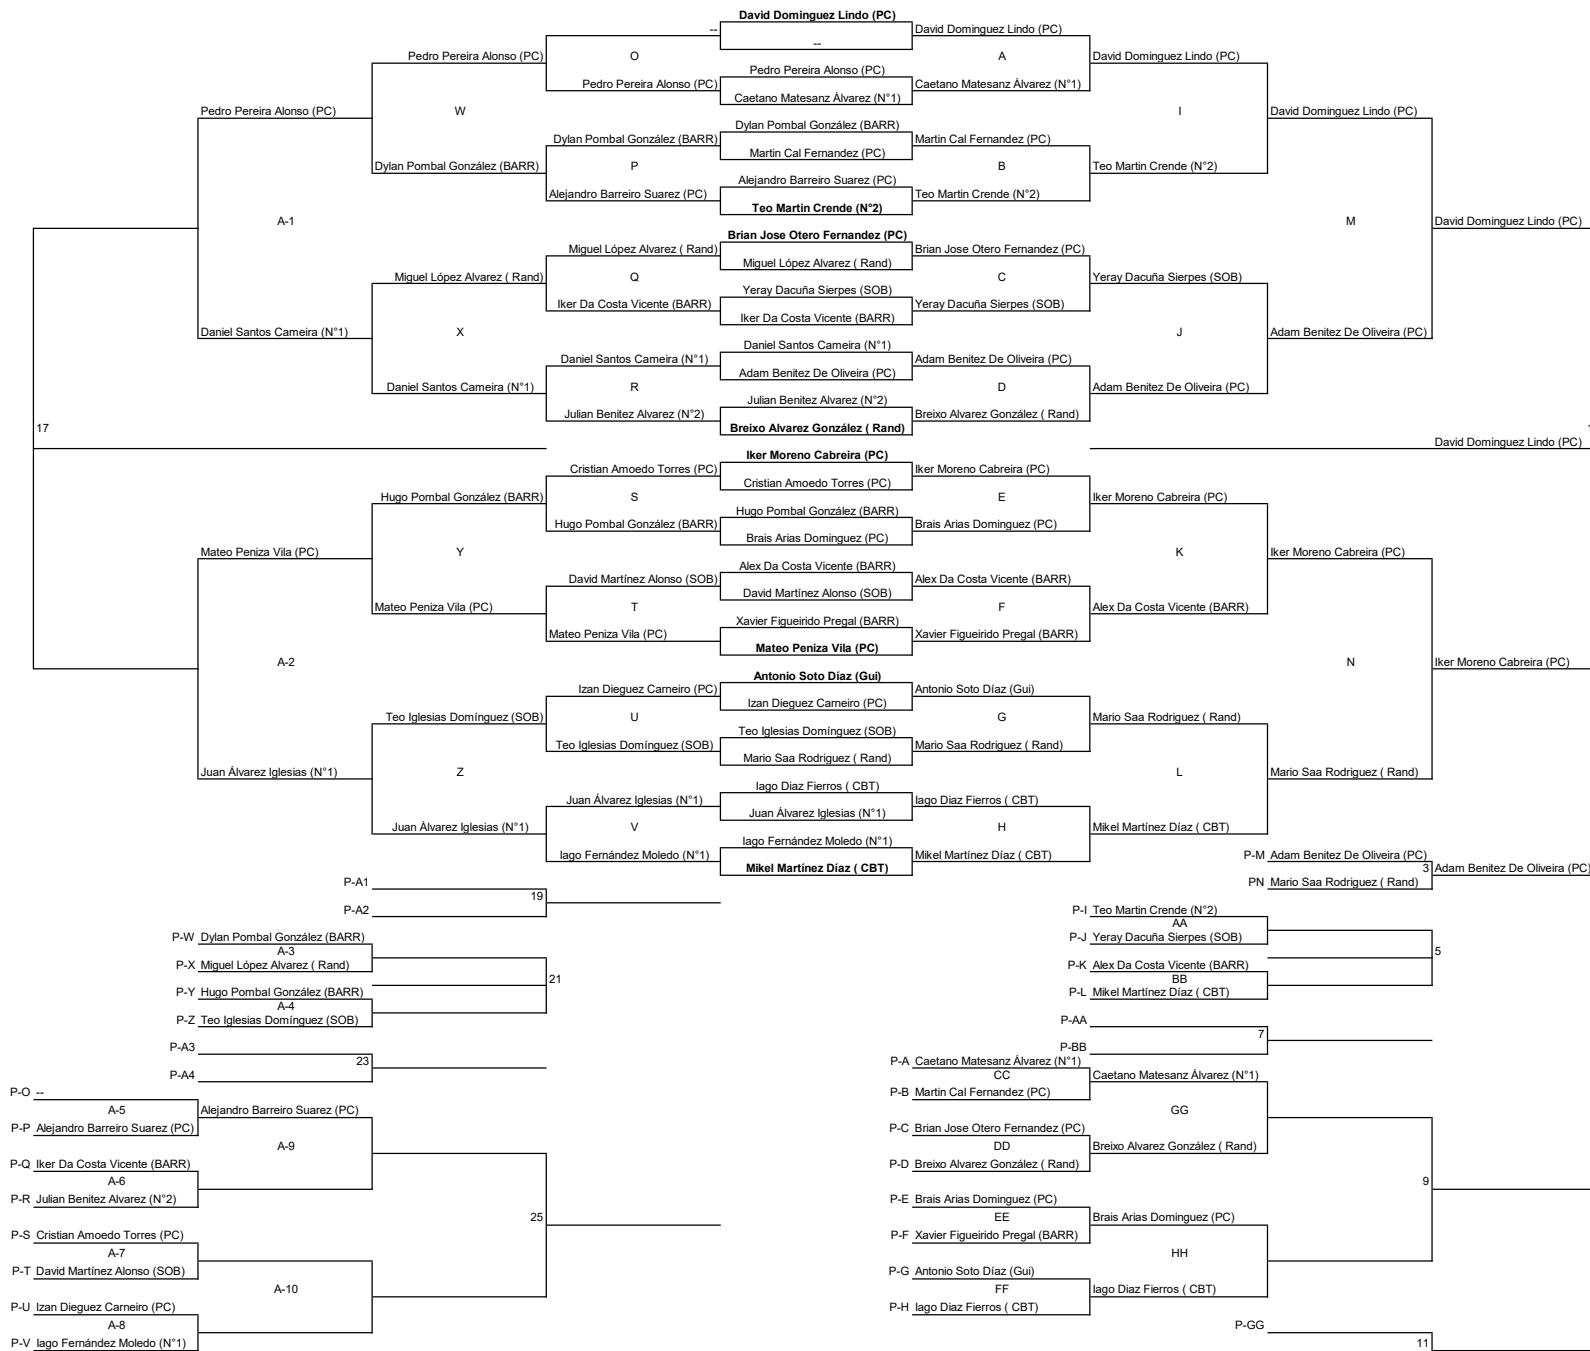 David Dominguez Lindo (PC)
-- -- David Dominguez Lindo (PC)
Pedro Pereira Alonso (PC) O A David Dominguez Lindo (PC)
Pedro Pereira Alonso (PC)
Pedro Pereira Alonso (PC) Caetano Matesanz Álvarez (N°1)
Caetano Matesanz Álvarez (N°1)
Pedro Pereira Alonso (PC) W I David Dominguez Lindo (PC)
Dylan Pombal González (BARR)
Dylan Pombal González (BARR) Martin Cal Fernandez (PC)
Martin Cal Fernandez (PC)
Dylan Pombal González (BARR) P B Teo Martin Crende (N°2)
Alejandro Barreiro Suarez (PC)
Alejandro Barreiro Suarez (PC) Teo Martin Crende (N°2)
Teo Martin Crende (N°2)
A-1 M David Dominguez Lindo (PC)
Brian Jose Otero Fernandez (PC)
Miguel López Alvarez ( Rand) Brian Jose Otero Fernandez (PC)
Miguel López Alvarez ( Rand)
Miguel López Alvarez ( Rand) Q C Yeray Dacuña Sierpes (SOB)
Yeray Dacuña Sierpes (SOB)
Iker Da Costa Vicente (BARR) Yeray Dacuña Sierpes (SOB)
Iker Da Costa Vicente (BARR)
Daniel Santos Cameira (N°1) X J Adam Benitez De Oliveira (PC)
Daniel Santos Cameira (N°1)
Daniel Santos Cameira (N°1) Adam Benitez De Oliveira (PC)
Adam Benitez De Oliveira (PC)
Daniel Santos Cameira (N°1) R D Adam Benitez De Oliveira (PC)
Julian Benitez Alvarez (N°2)
Julian Benitez Alvarez (N°2) Breixo Alvarez González ( Rand)
Breixo Alvarez González ( Rand)
17
David Dominguez Lindo (PC)
Iker Moreno Cabreira (PC)
Cristian Amoedo Torres (PC) Iker Moreno Cabreira (PC)
Cristian Amoedo Torres (PC)
Hugo Pombal González (BARR) S E Iker Moreno Cabreira (PC)
Hugo Pombal González (BARR)
Hugo Pombal González (BARR) Brais Arias Dominguez (PC)
Brais Arias Dominguez (PC)
Mateo Peniza Vila (PC) Y K Iker Moreno Cabreira (PC)
Alex Da Costa Vicente (BARR)
David Martínez Alonso (SOB) Alex Da Costa Vicente (BARR)
David Martínez Alonso (SOB)
Mateo Peniza Vila (PC) T F Alex Da Costa Vicente (BARR)
Xavier Figueirido Pregal (BARR)
Mateo Peniza Vila (PC) Xavier Figueirido Pregal (BARR)
Mateo Peniza Vila (PC)
A-2 N Iker Moreno Cabreira (PC)
Antonio Soto Díaz (Gui)
Izan Dieguez Carneiro (PC) Antonio Soto Díaz (Gui)
Izan Dieguez Carneiro (PC)
Teo Iglesias Domínguez (SOB) U G Mario Saa Rodriguez ( Rand)
Teo Iglesias Domínguez (SOB)
Teo Iglesias Domínguez (SOB) Mario Saa Rodriguez ( Rand)
Mario Saa Rodriguez ( Rand)
Juan Álvarez Iglesias (N°1) Z L Mario Saa Rodriguez ( Rand)
Iago Diaz Fierros ( CBT)
Juan Álvarez Iglesias (N°1) Iago Diaz Fierros ( CBT)
Juan Álvarez Iglesias (N°1)
Juan Álvarez Iglesias (N°1) V H Mikel Martínez Díaz ( CBT)
Iago Fernández Moledo (N°1)
Iago Fernández Moledo (N°1) Mikel Martínez Díaz ( CBT) P-M Adam Benitez De Oliveira (PC)
Mikel Martínez Díaz ( CBT) 3 Adam Benitez De Oliveira (PC)
P-A1 PN Mario Saa Rodriguez ( Rand)
19
P-A2 P-I Teo Martin Crende (N°2)
AA
P-W Dylan Pombal González (BARR) P-J Yeray Dacuña Sierpes (SOB)
A-3 5
P-X Miguel López Alvarez ( Rand) P-K Alex Da Costa Vicente (BARR)
21 BB
P-Y Hugo Pombal González (BARR) P-L Mikel Martínez Díaz ( CBT)
A-4
P-Z Teo Iglesias Domínguez (SOB) P-AA
7
P-A3 P-BB
23 P-A Caetano Matesanz Álvarez (N°1)
P-A4 CC Caetano Matesanz Álvarez (N°1)
P-O -- P-B Martin Cal Fernandez (PC)
A-5 Alejandro Barreiro Suarez (PC) GG
P-P Alejandro Barreiro Suarez (PC) P-C Brian Jose Otero Fernandez (PC)
A-9 DD Breixo Alvarez González ( Rand)
P-Q Iker Da Costa Vicente (BARR) P-D Breixo Alvarez González ( Rand)
A-6 9
P-R Julian Benitez Alvarez (N°2) P-E Brais Arias Dominguez (PC)
25 EE Brais Arias Dominguez (PC)
P-S Cristian Amoedo Torres (PC) P-F Xavier Figueirido Pregal (BARR)
A-7 HH
P-T David Martínez Alonso (SOB) P-G Antonio Soto Díaz (Gui)
A-10 FF Iago Diaz Fierros ( CBT)
P-U Izan Dieguez Carneiro (PC) P-H Iago Diaz Fierros ( CBT)
A-8 P-GG
P-V Iago Fernández Moledo (N°1) 11